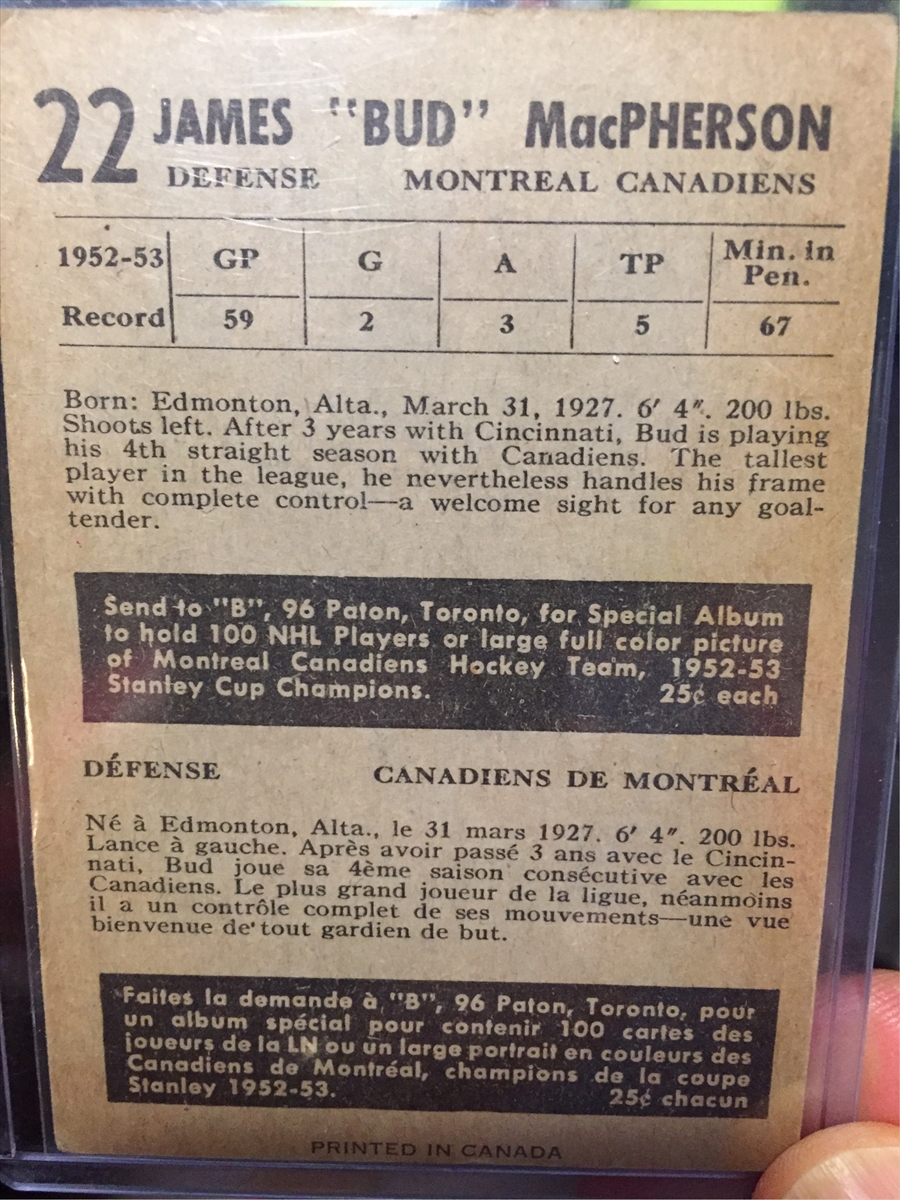 22 JAMES "BUD" MacPHERSON
DEFENSE MONTREAL CANADIENS
1952-53 GP G A TP Min. in Pen.
Record 59 2 3 5 67
Born: Edmonton, Alta., March 31, 1927. 6′ 4″. 200 lbs.
Shoots left. After 3 years with Cincinnati, Bud is playing
his 4th straight season with Canadiens. The tallest
player in the league, he nevertheless handles his frame
with complete control—a welcome sight for any goal-
tender.
Send to "B", 96 Paton, Toronto, for Special Album
to hold 100 NHL Players or large full color picture
of Montreal Canadiens Hockey Team, 1952-53
Stanley Cup Champions. 25¢ each
DÉFENSE CANADIENS DE MONTRÉAL
Né à Edmonton, Alta., le 31 mars 1927. 6′ 4″. 200 lbs.
Lance à gauche. Après avoir passé 3 ans avec le Cincin-
nati, Bud joue sa 4ème saison consécutive avec les
Canadiens. Le plus grand joueur de la ligue, néanmoins
il a un contrôle complet de ses mouvements—une vue
bienvenue de tout gardien de but.
Faites la demande à "B", 96 Paton, Toronto, pour
un album spécial pour contenir 100 cartes des
joueurs de la LN ou un large portrait en couleurs des
Canadiens de Montréal, champions de la coupe
Stanley 1952-53. 25¢ chacun
PRINTED IN CANADA